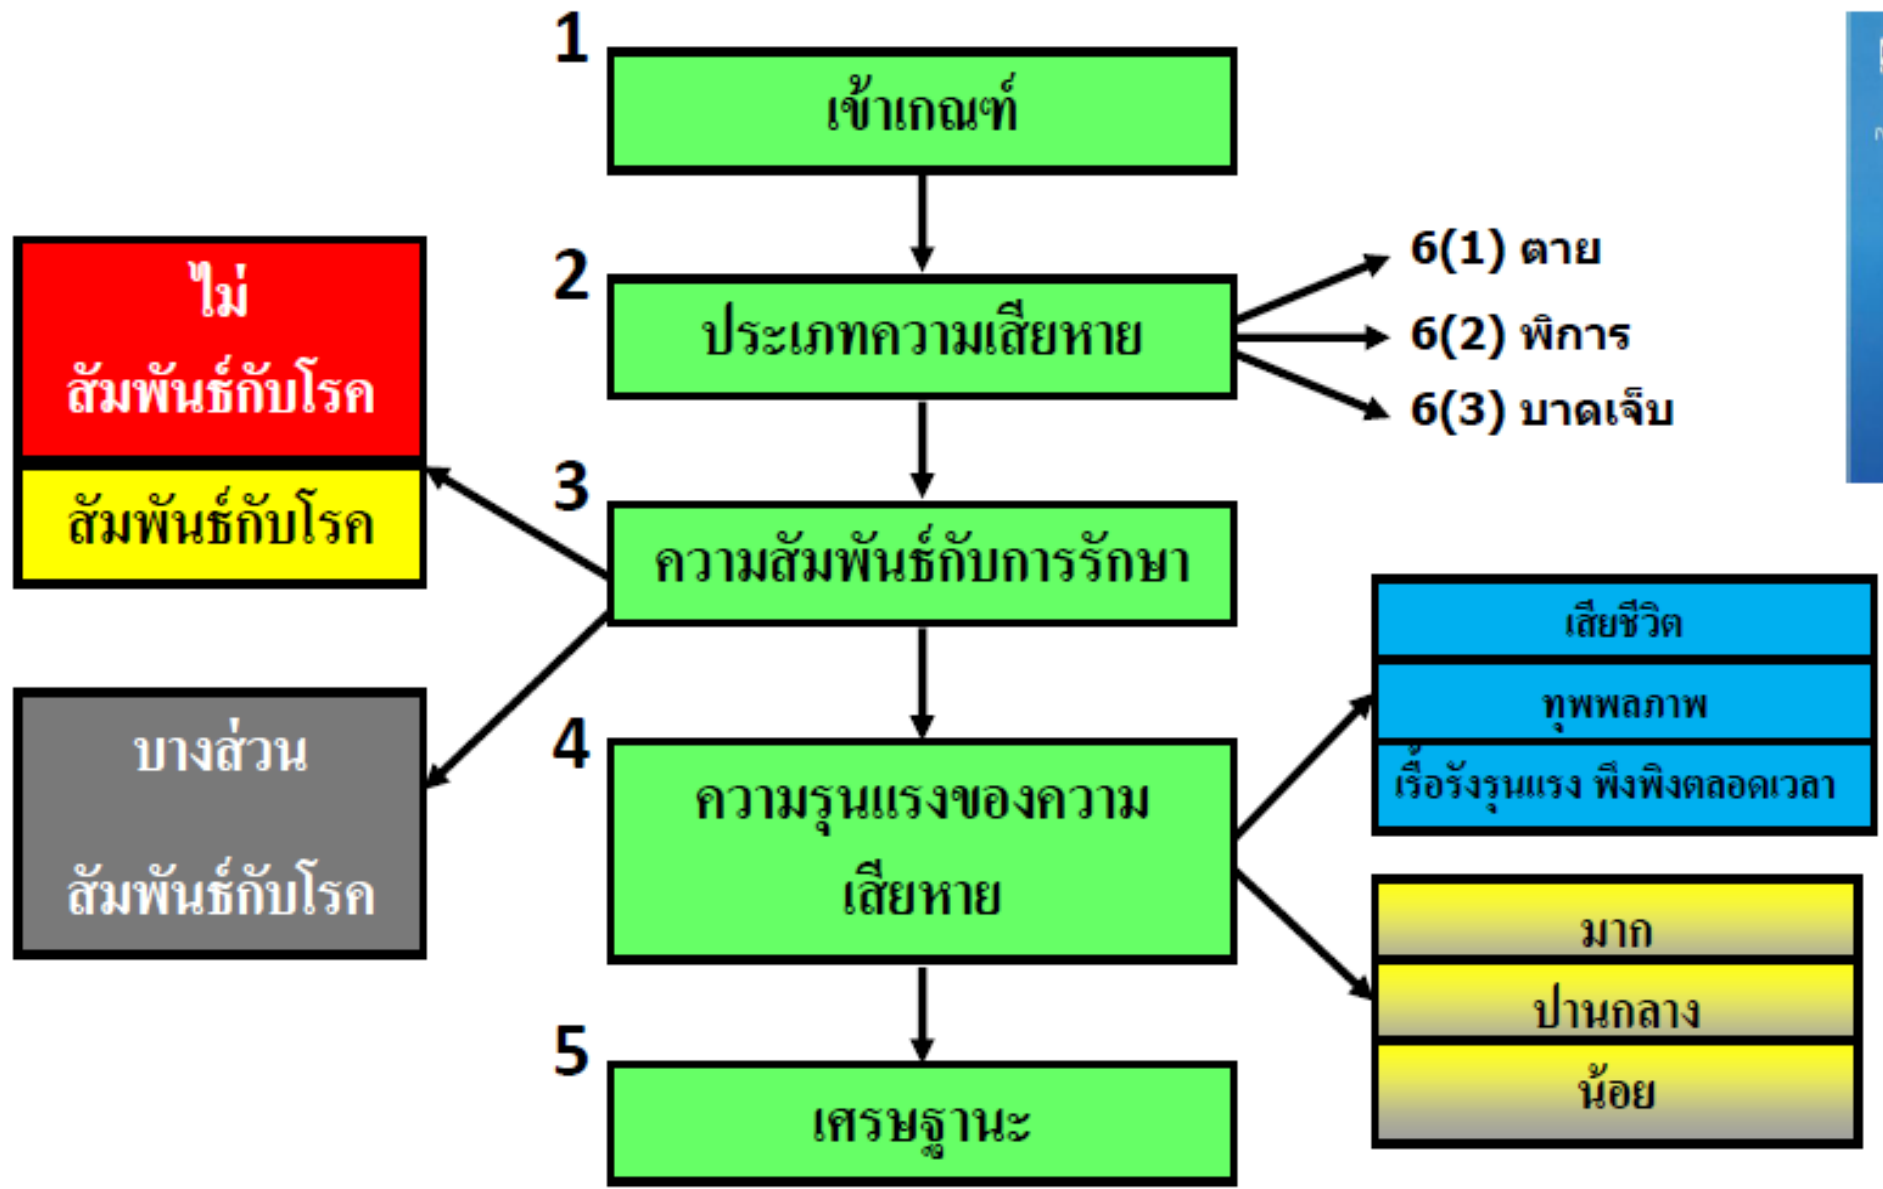 1
เข้าเกณฑ์
2
ประเภทความเสียหาย
6(1) ตาย
6(2) พิการ
6(3) บาดเจ็บ
ไม่
สัมพันธ์กับโรค
สัมพันธ์กับโรค
3
ความสัมพันธ์กับการรักษา
บางส่วน
สัมพันธ์กับโรค
4
ความรุนแรงของความ
เสียหาย
เสียชีวิต
ทุพพลภาพ
เรื้อรังรุนแรง พึงพิงตลอดเวลา
มาก
ปานกลาง
น้อย
5
เศรษฐานะ